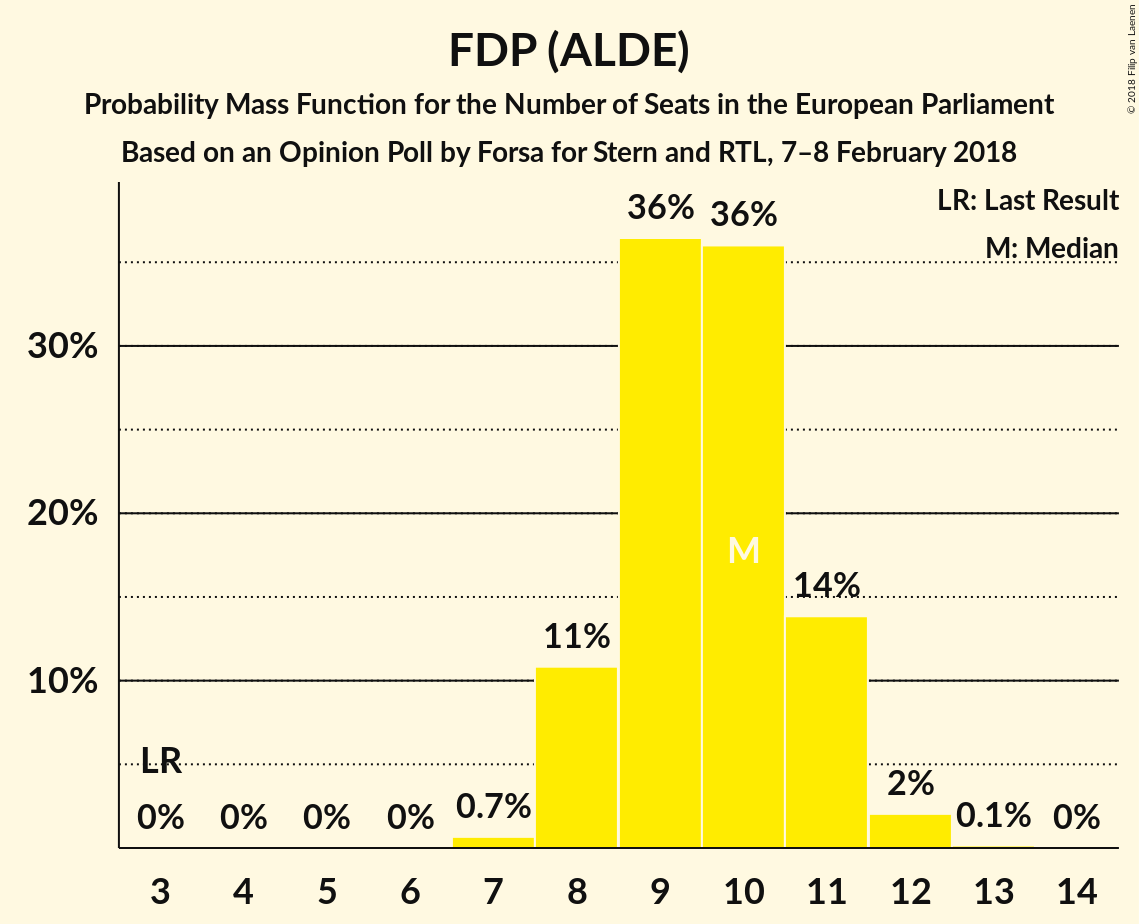 FDP (ALDE)
Probability Mass Function for the Number of Seats in the European Parliament
Based on an Opinion Poll by Forsa for Stern and RTL, 7–8 February 2018
© 2018 Filip van Laenen
LR: Last Result
M: Median
36%
36%
30%
20%
M
14%
11%
10%
LR
2%
0%
0%
0%
0%
0.7%
0.1%
0%
3 4 5 6 7 8 9 10 11 12 13 14